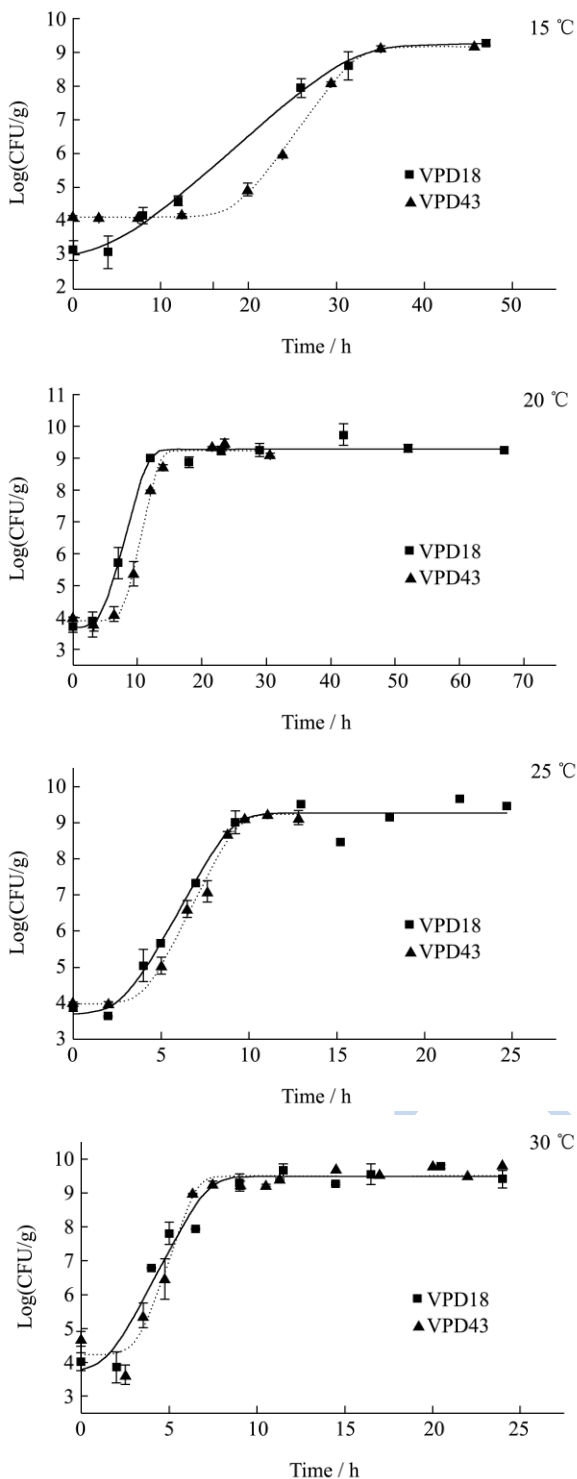 15 ℃
10
9
8
7
6
5
4
3
2
Log(CFU/g)
VPD18
VPD43
0 10 20 30 40 50
Time / h
20 ℃
11
10
9
8
7
6
5
4
3
Log(CFU/g)
VPD18
VPD43
0 10 20 30 40 50 60 70
Time / h
25 ℃
10
9
8
7
6
5
4
3
Log(CFU/g)
VPD18
VPD43
0 5 10 15 20 25
Time / h
30 ℃
10
9
8
7
6
5
4
3
Log(CFU/g)
VPD18
VPD43
0 5 10 15 20 25
Time / h